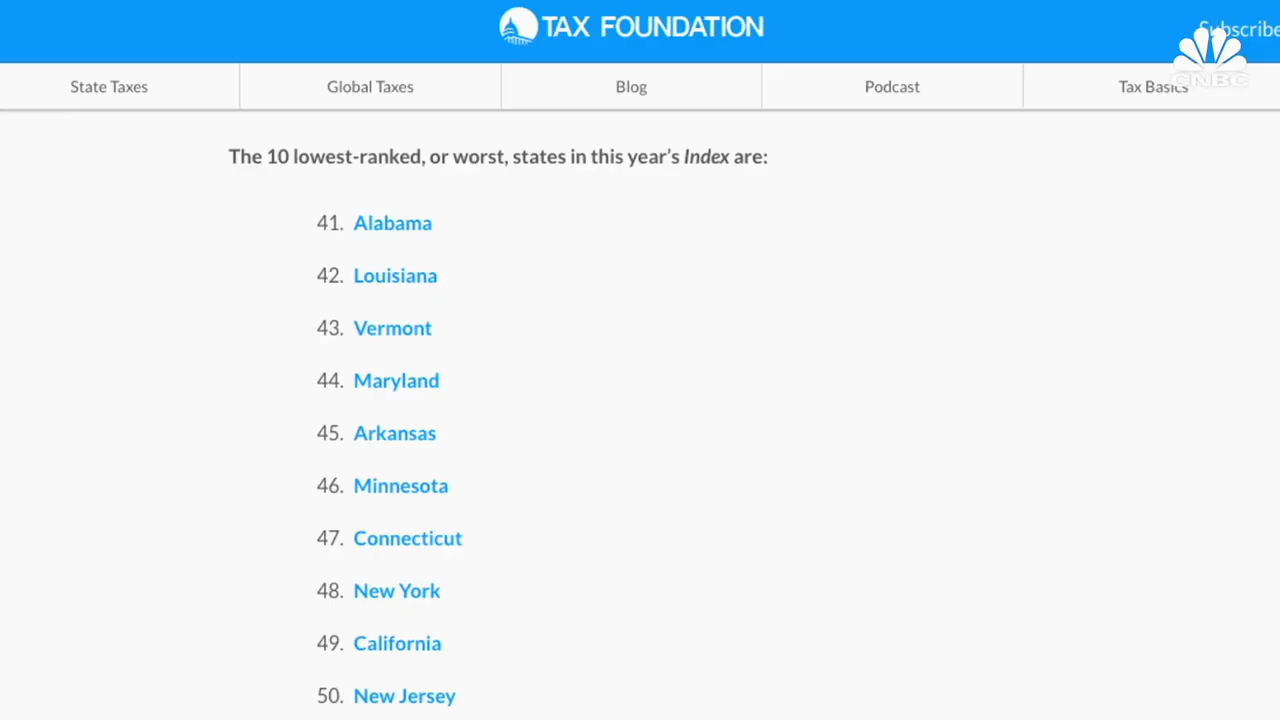 TAX FOUNDATION
Subscribe
CNBC
State Taxes
Global Taxes
Blog
Podcast
Tax Basics
The 10 lowest-ranked, or worst, states in this year's Index are:
41. Alabama
42. Louisiana
43. Vermont
44. Maryland
45. Arkansas
46. Minnesota
47. Connecticut
48. New York
49. California
50. New Jersey